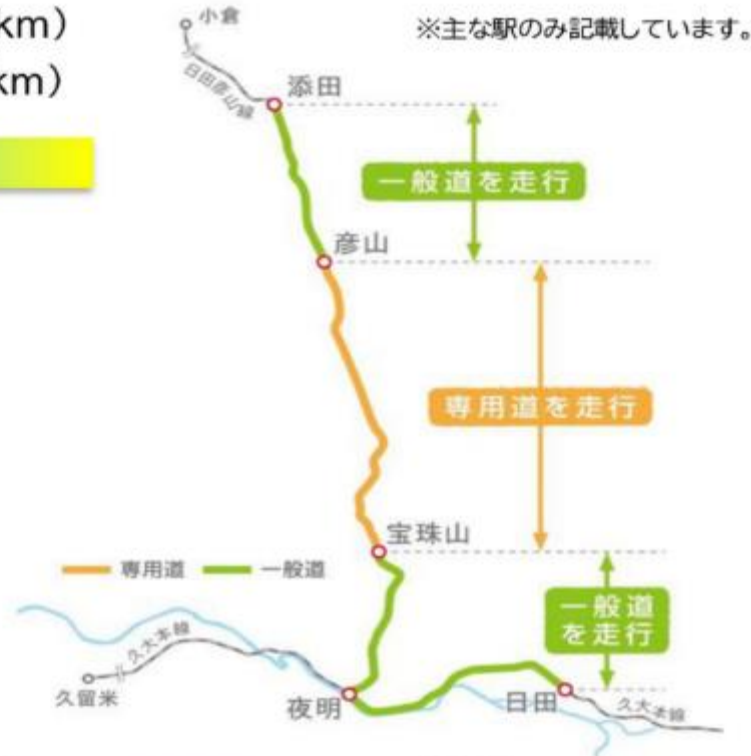 km)
km)
※主な駅のみ記載しています。
小倉
日田彦山線
添田
一般道を走行
彦山
専用道を走行
宝珠山
専用道 一般道
一般道
を走行
久大本線
久留米
夜明
日田
久大本線